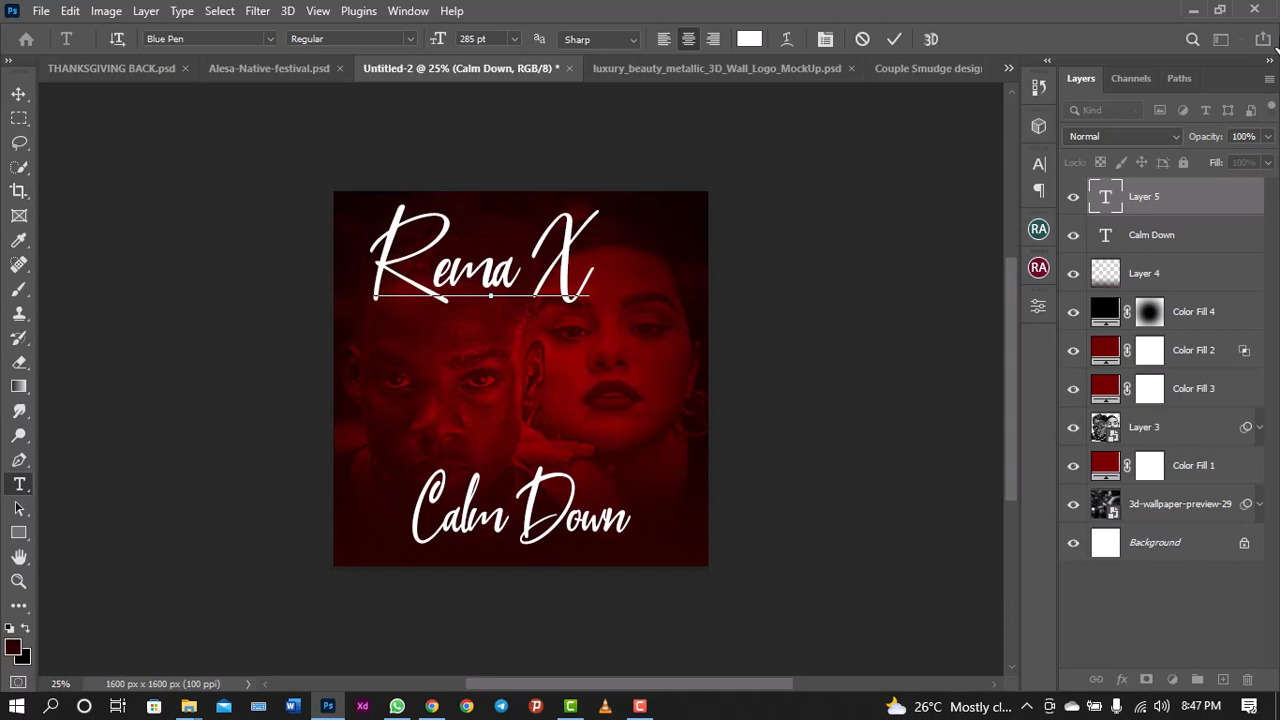 Ps File Edit Image Layer Type Select Filter 3D View Plugins Window Help
T Blue Pen Regular 285 pt aa Sharp 3D
THANKSGIVING BACK.psd × Alesa-Native-festival.psd × Untitled-2 @ 25% (Calm Down, RGB/8) * × luxury_beauty_metallic_3D_Wall_Logo_MockUp.psd × Couple Smudge desig
Layers Channels Paths
Kind
Normal Opacity: 100%
Lock: Fill: 100%
T Layer 5
T Calm Down
Layer 4
Color Fill 4
Color Fill 2
Color Fill 3
Layer 3
Color Fill 1
3d-wallpaper-preview-29
Background
RA
RA
Rema X
Calm Down
25% 1600 px x 1600 px (100 ppi)
fx
Ps Xd 26°C Mostly cl... 8:47 PM